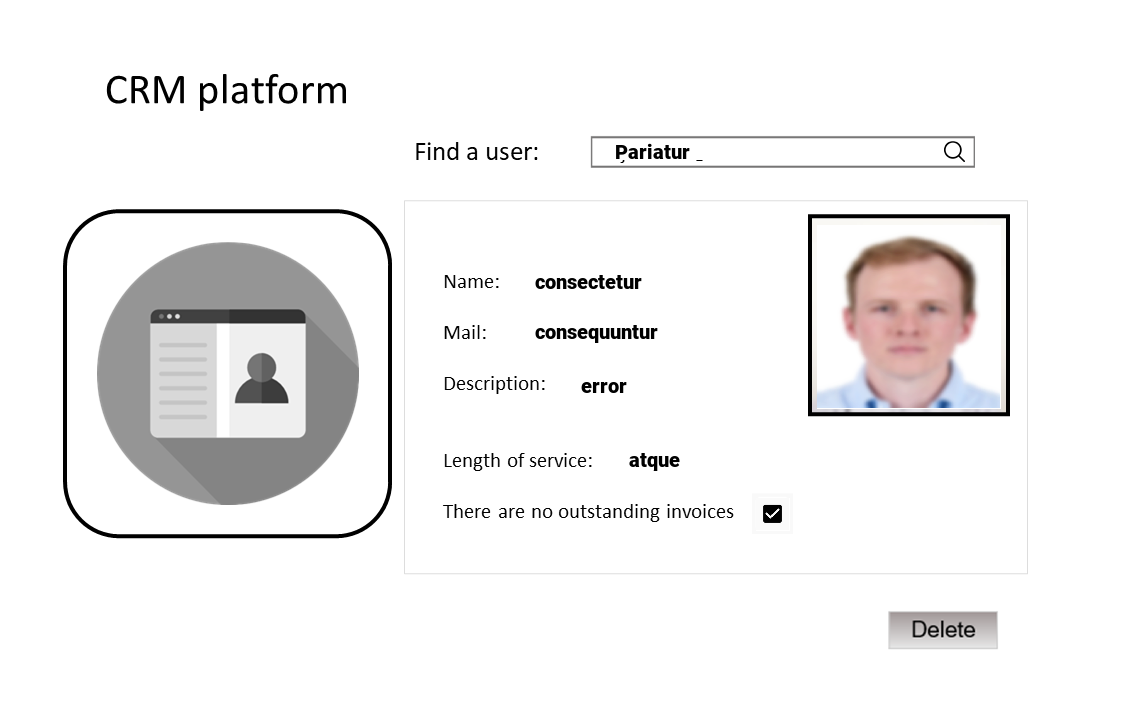 CRM platform
Find a user: Pariatur _
Name: consectetur
Mail: consequuntur
Description: error
Length of service: atque
There are no outstanding invoices
Delete